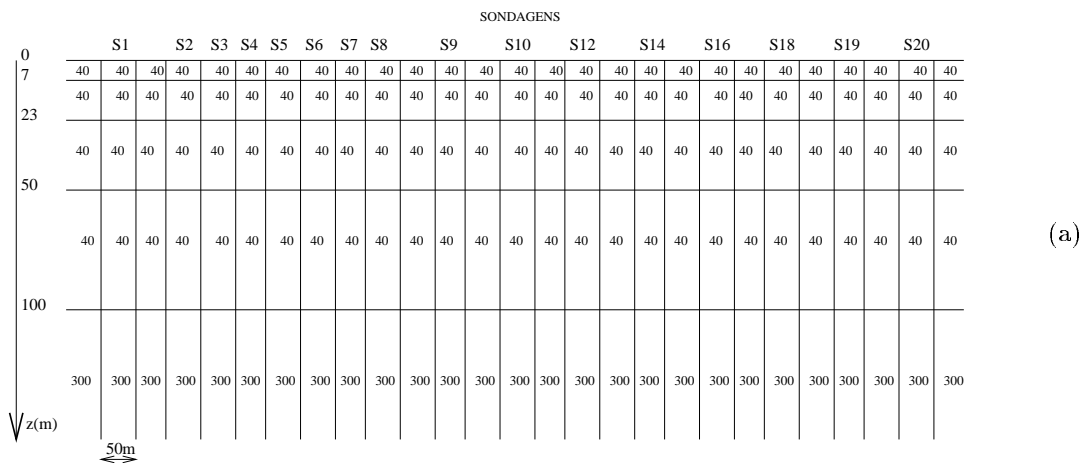 SONDAGENS
S1 S2 S3 S4 S5 S6 S7 S8 S9 S10 S12 S14 S16 S18 S19 S20
0
40 40 40 40 40 40 40 40 40 40 40 40 40 40 40 40 40 40 40 40 40 40 40 40 40 40 40
7
40 40 40 40 40 40 40 40 40 40 40 40 40 40 40 40 40 40 40 40 40 40 40 40 40 40 40
23
40 40 40 40 40 40 40 40 40 40 40 40 40 40 40 40 40 40 40 40 40 40 40 40 40 40 40
50
40 40 40 40 40 40 40 40 40 40 40 40 40 40 40 40 40 40 40 40 40 40 40 40 40 40 40
(a)
100
300 300 300 300 300 300 300 300 300 300 300 300 300 300 300 300 300 300 300 300 300 300 300 300 300 300 300
z(m)
50m